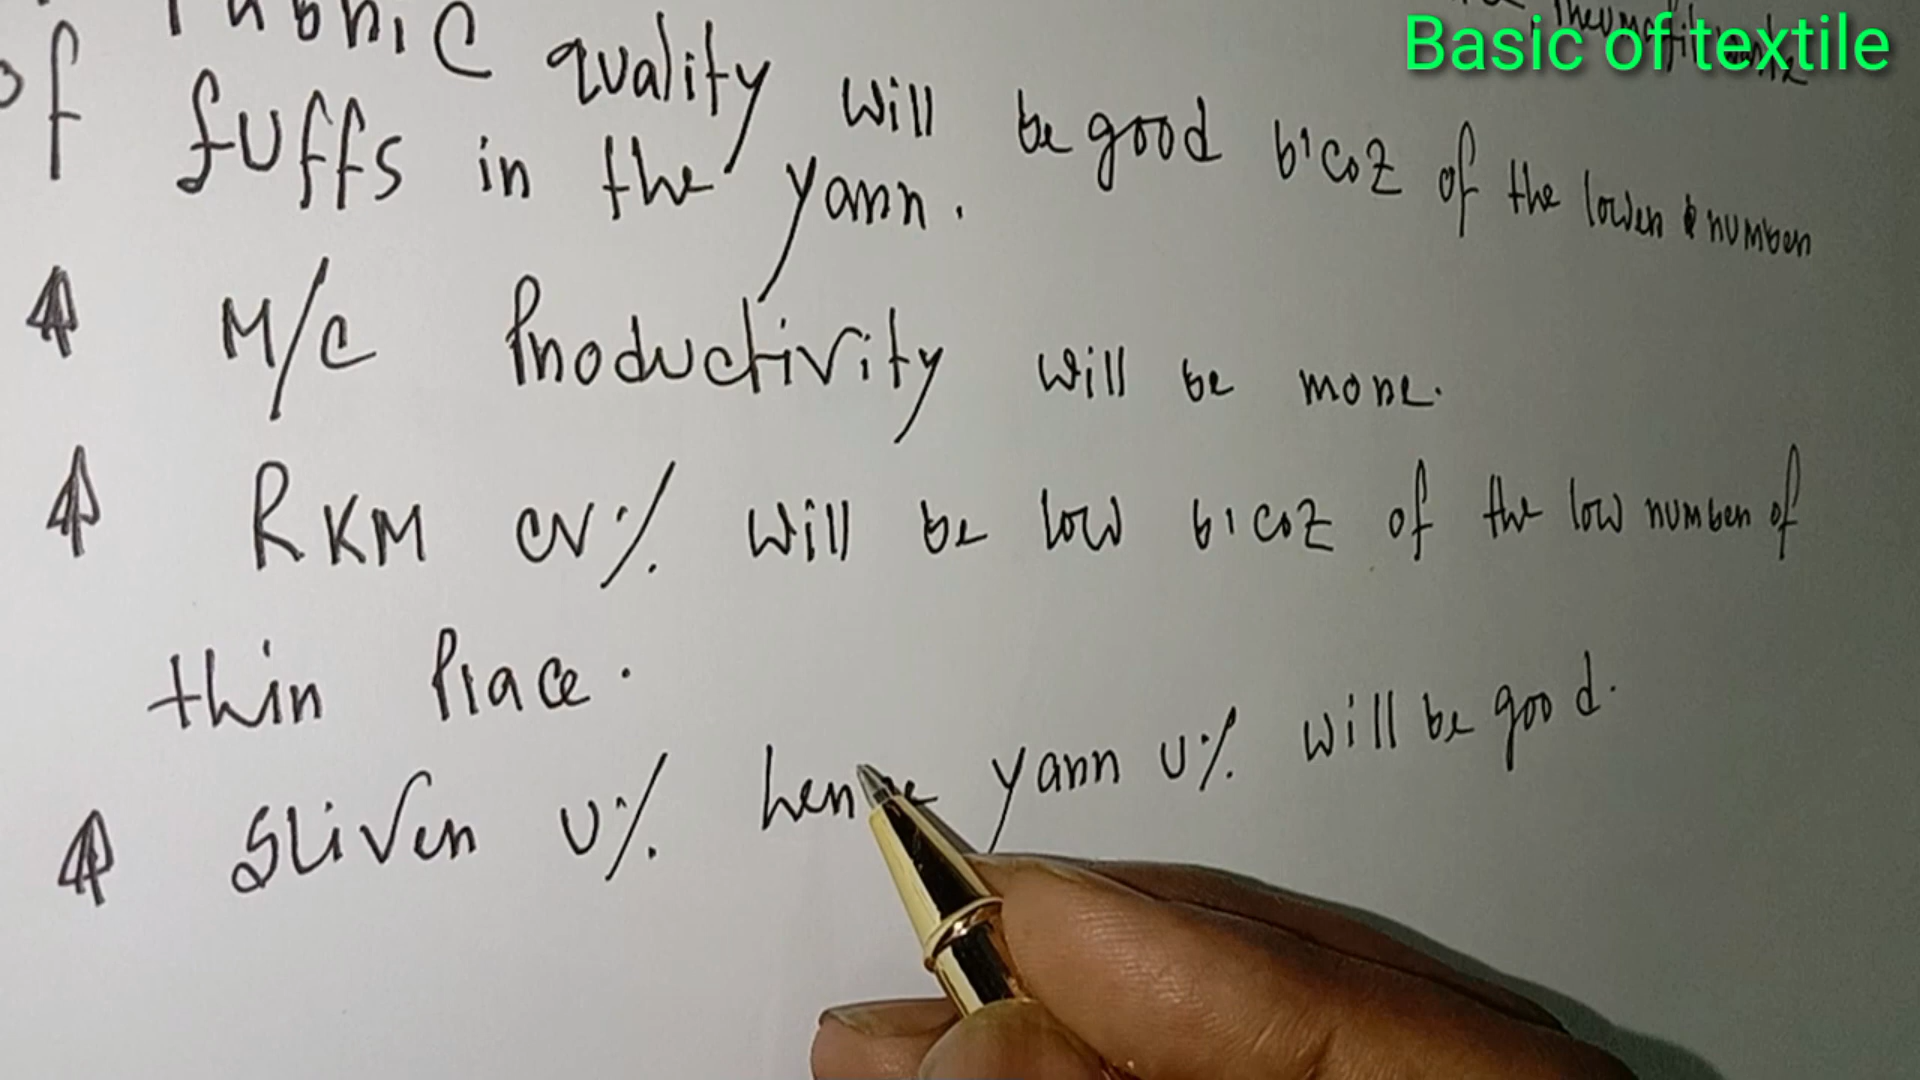 Basic of textile
Fabric quality will be good b'coz of the lower number
of fuffs in the yarn.
M/C Productivity will be more.
RKM CV% will be low b'coz of the low number of
thin Place.
Sliver U% hence yarn U% will be good.